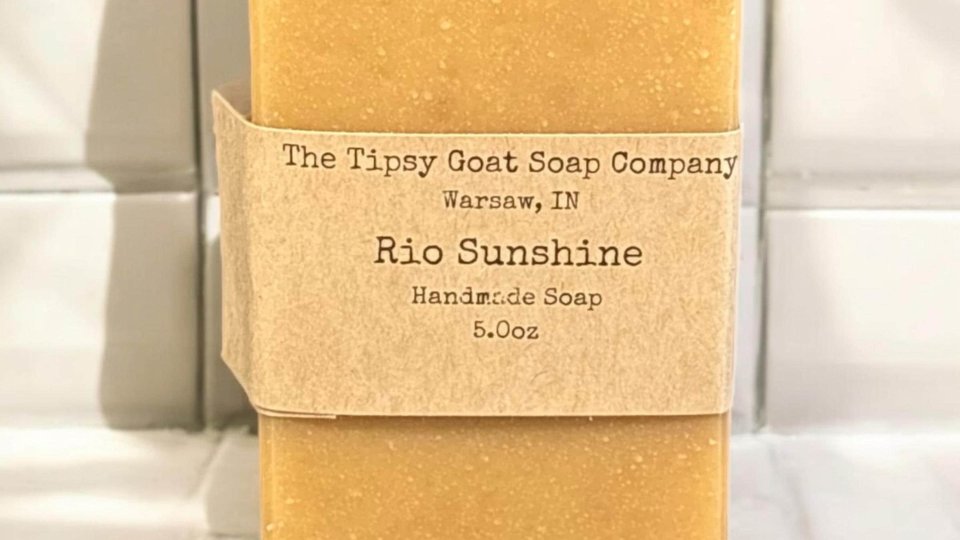 The Tipsy Goat Soap Company
Warsaw, IN
Rio Sunshine
Handmade Soap
5.0oz